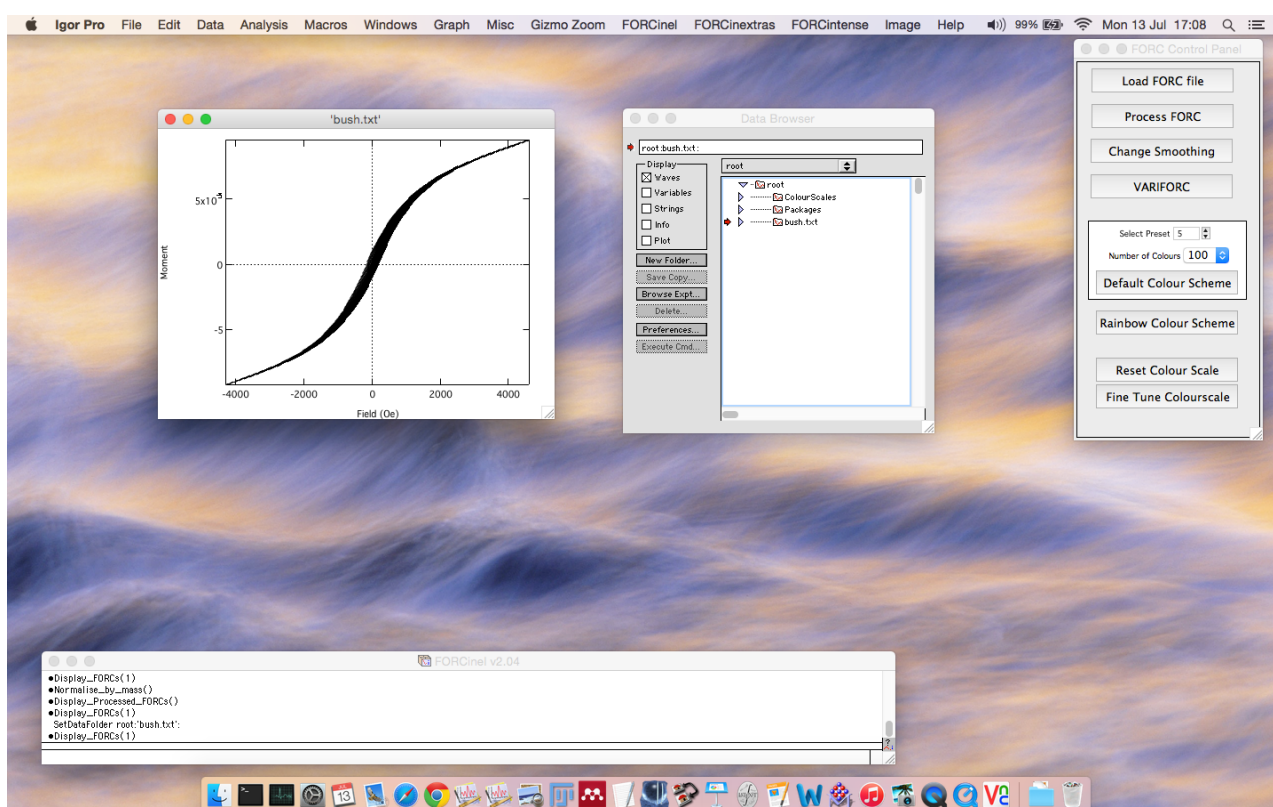 Igor Pro File Edit Data Analysis Macros Windows Graph Misc Gizmo Zoom FORCinel FORCinextras FORCintense Image Help 99% Mon 13 Jul 17:08
FORC Control Panel
Load FORC file
Process FORC
Change Smoothing
VARIFORC
Select Preset 5
Number of Colours 100
Default Colour Scheme
Rainbow Colour Scheme
Reset Colour Scale
Fine Tune Colourscale
'bush.txt'
5x10
0
-5
Moment
-4000 -2000 0 2000 4000
Field (Oe)
Data Browser
root:bush.txt:
Display
Waves
Variables
Strings
Info
Plot
New Folder...
Save Copy...
Browse Expt...
Delete...
Preferences...
Execute Cmd...
root
root
ColourScales
Packages
bush.txt
FORCinel v2.04
•Display_FORCs(1)
•Normalise_by_mass()
•Display_Processed_FORCs()
•Display_FORCs(1)
SetDataFolder root:'bush.txt':
•Display_FORCs(1)
13